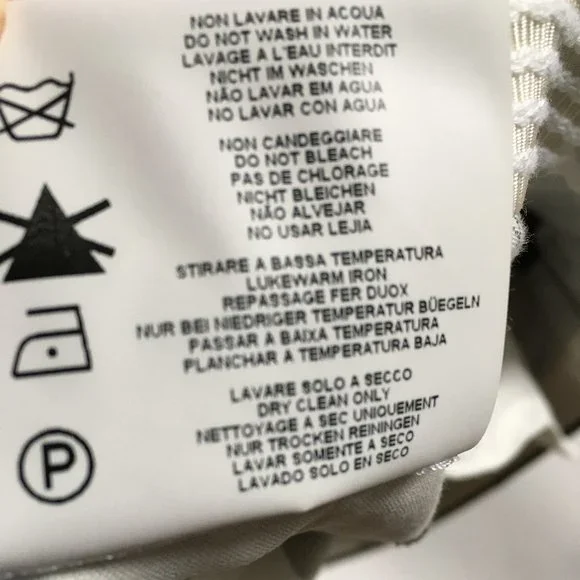 NON LAVARE IN ACQUA
DO NOT WASH IN WATER
LAVAGE A L'EAU INTERDIT
NICHT IM WASCHEN
NÃO LAVAR EM AGUA
NO LAVAR CON AGUA
NON CANDEGGIARE
DO NOT BLEACH
PAS DE CHLORAGE
NICHT BLEICHEN
NÃO ALVEJAR
NO USAR LEJIA
STIRARE A BASSA TEMPERATURA
LUKEWARM IRON
REPASSAGE FER DUOX
NUR BEI NIEDRIGER TEMPERATUR BÜEGELN
PASSAR A BAIXA TEMPERATURA
PLANCHAR A TEMPERATURA BAJA
LAVARE SOLO A SECCO
DRY CLEAN ONLY
NETTOYAGE A SEC UNIQUEMENT
NUR TROCKEN REININGEN
LAVAR SOMENTE A SECO
LAVADO SOLO EN SECO
P